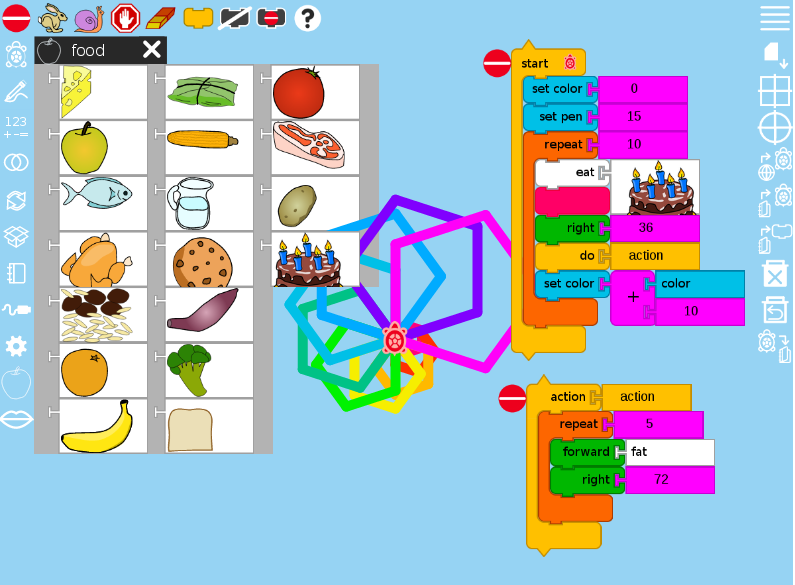 ?
food
123
+-=
start
set color 0
set pen 15
repeat 10
eat
right 36
do action
set color + color
10
action action
repeat 5
forward fat
right 72